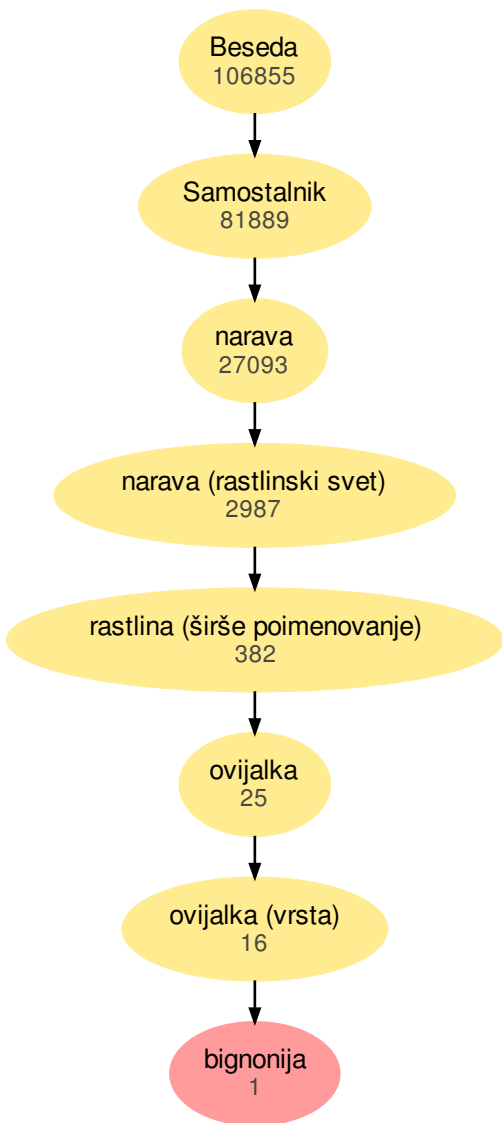 Beseda
106855
Samostalnik
81889
narava
27093
narava (rastlinski svet)
2987
rastlina (širše poimenovanje)
382
ovijalka
25
ovijalka (vrsta)
16
bignonija
1